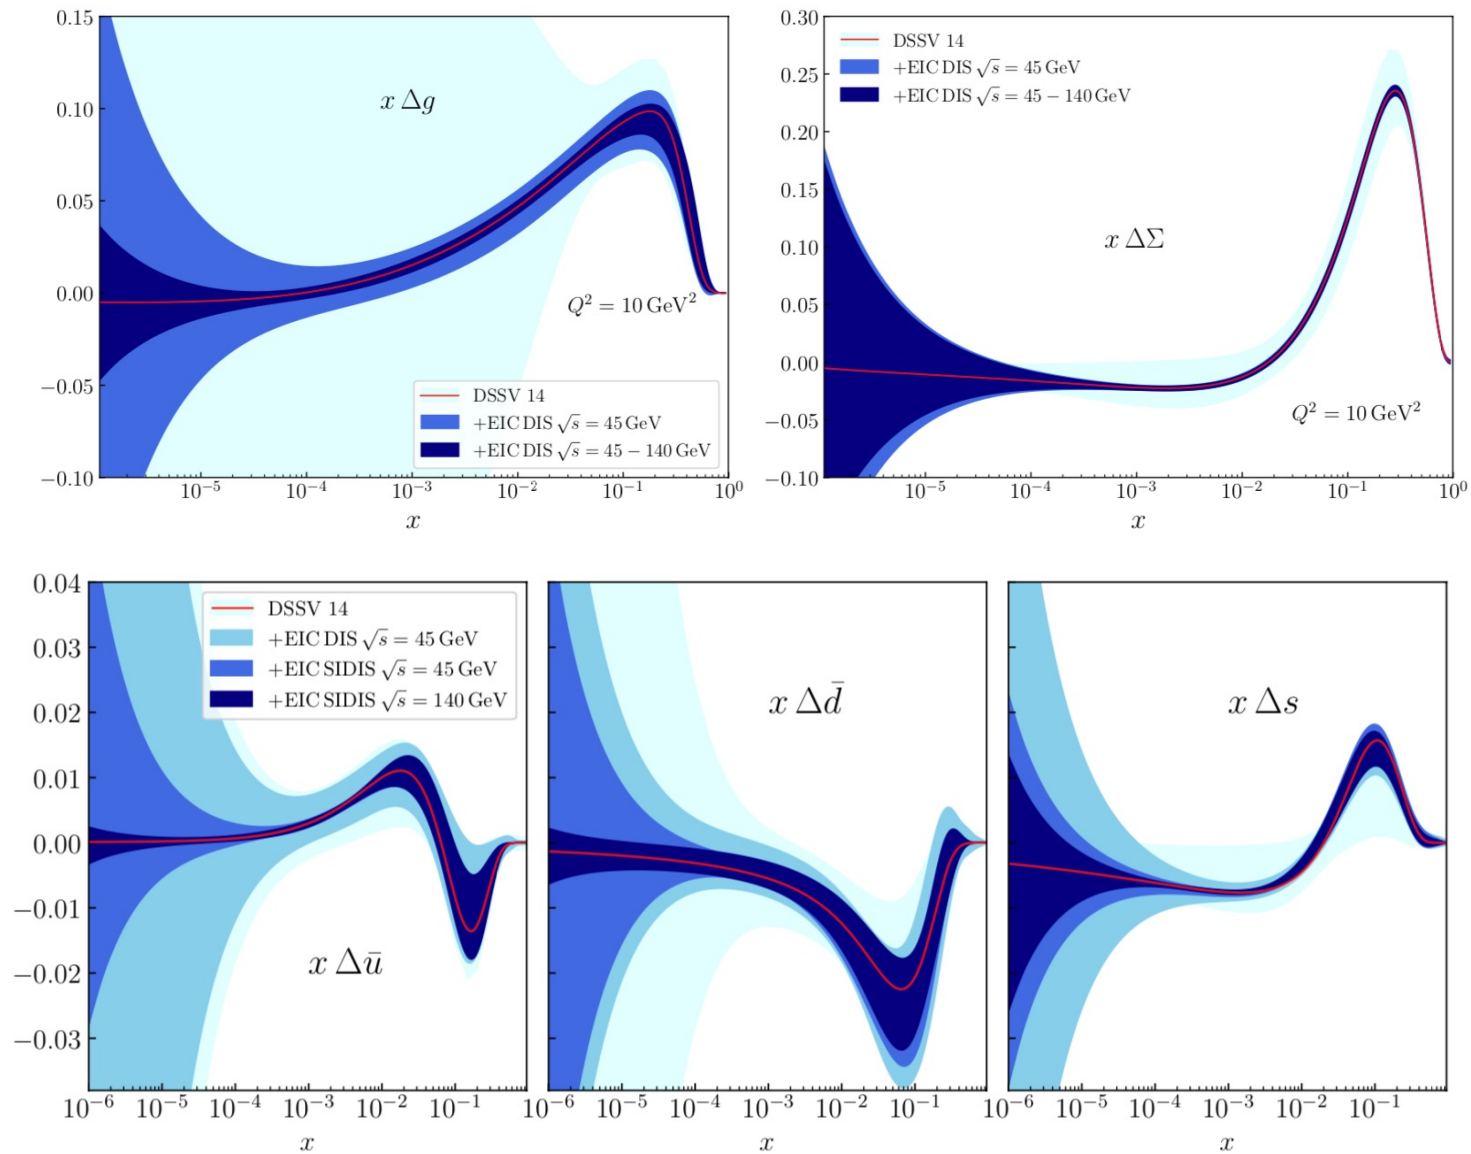 0.15
0.10
0.05
0.00
−0.05
−0.10
x Δg
Q² = 10 GeV²
DSSV 14
+EIC DIS √s = 45 GeV
+EIC DIS √s = 45 − 140 GeV
10⁻⁵ 10⁻⁴ 10⁻³ 10⁻² 10⁻¹ 10⁰
x
0.30
0.25
0.20
0.15
0.10
0.05
0.00
−0.05
0.10
DSSV 14
+EIC DIS √s = 45 GeV
+EIC DIS √s = 45 − 140 GeV
x ΔΣ
Q² = 10 GeV²
10⁻⁵ 10⁻⁴ 10⁻³ 10⁻² 10⁻¹ 10⁰
x
0.04
0.03
0.02
0.01
0.00
−0.01
−0.02
−0.03
DSSV 14
+EIC DIS √s = 45 GeV
+EIC SIDIS √s = 45 GeV
+EIC SIDIS √s = 140 GeV
x Δū
10⁻⁶ 10⁻⁵ 10⁻⁴ 10⁻³ 10⁻² 10⁻¹
x
x Δd̄
10⁻⁶ 10⁻⁵ 10⁻⁴ 10⁻³ 10⁻² 10⁻¹
x
x Δs
10⁻⁶ 10⁻⁵ 10⁻⁴ 10⁻³ 10⁻² 10⁻¹
x